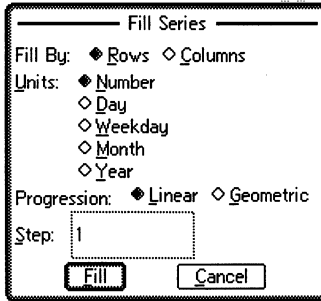 Fill Series
Fill By: Rows Columns
Units: Number
Day
Weekday
Month
Year
Progression: Linear Geometric
Step: 1
Fill Cancel